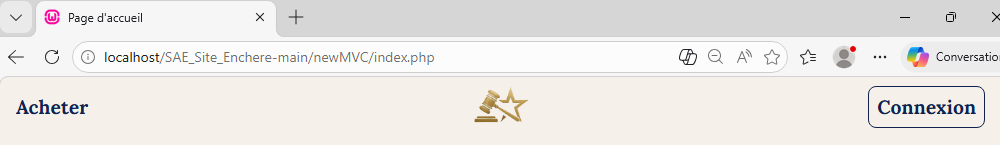 Page d'accueil
localhost/SAE_Site_Enchere-main/newMVC/index.php
Conversation
Acheter
Connexion